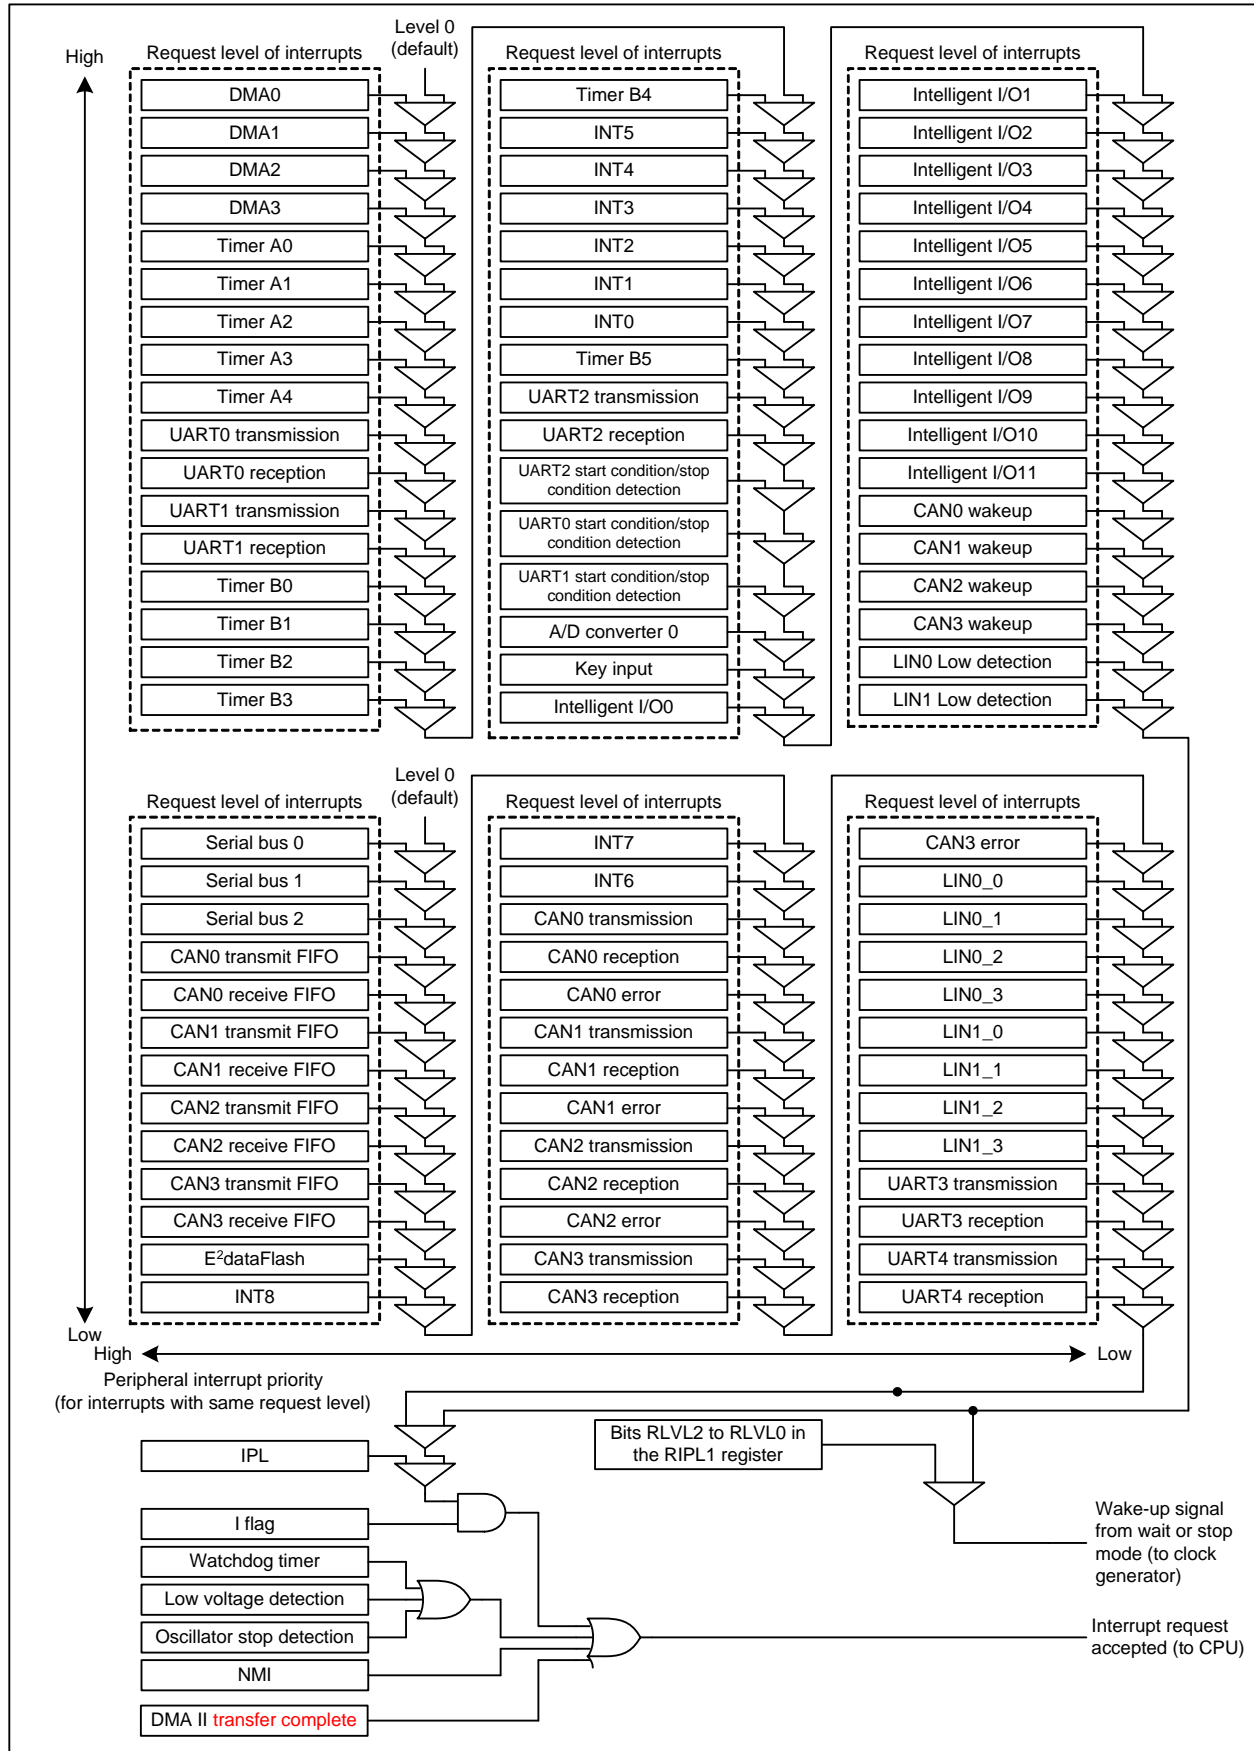 Level 0
(default)
High
Request level of interrupts
DMA0
DMA1
DMA2
DMA3
Timer A0
Timer A1
Timer A2
Timer A3
Timer A4
UART0 transmission
UART0 reception
UART1 transmission
UART1 reception
Timer B0
Timer B1
Timer B2
Timer B3
Request level of interrupts
Timer B4
INT5
INT4
INT3
INT2
INT1
INT0
Timer B5
UART2 transmission
UART2 reception
UART2 start condition/stop
condition detection
UART0 start condition/stop
condition detection
UART1 start condition/stop
condition detection
A/D converter 0
Key input
Intelligent I/O0
Request level of interrupts
Intelligent I/O1
Intelligent I/O2
Intelligent I/O3
Intelligent I/O4
Intelligent I/O5
Intelligent I/O6
Intelligent I/O7
Intelligent I/O8
Intelligent I/O9
Intelligent I/O10
Intelligent I/O11
CAN0 wakeup
CAN1 wakeup
CAN2 wakeup
CAN3 wakeup
LIN0 Low detection
LIN1 Low detection
Level 0
(default)
Request level of interrupts
Serial bus 0
Serial bus 1
Serial bus 2
CAN0 transmit FIFO
CAN0 receive FIFO
CAN1 transmit FIFO
CAN1 receive FIFO
CAN2 transmit FIFO
CAN2 receive FIFO
CAN3 transmit FIFO
CAN3 receive FIFO
E²dataFlash
INT8
Request level of interrupts
INT7
INT6
CAN0 transmission
CAN0 reception
CAN0 error
CAN1 transmission
CAN1 reception
CAN1 error
CAN2 transmission
CAN2 reception
CAN2 error
CAN3 transmission
CAN3 reception
Request level of interrupts
CAN3 error
LIN0_0
LIN0_1
LIN0_2
LIN0_3
LIN1_0
LIN1_1
LIN1_2
LIN1_3
UART3 transmission
UART3 reception
UART4 transmission
UART4 reception
Low
High
Low
Peripheral interrupt priority
(for interrupts with same request level)
IPL
Bits RLVL2 to RLVL0 in
the RIPL1 register
I flag
Watchdog timer
Low voltage detection
Oscillator stop detection
NMI
DMA II transfer complete
Wake-up signal
from wait or stop
mode (to clock
generator)
Interrupt request
accepted (to CPU)